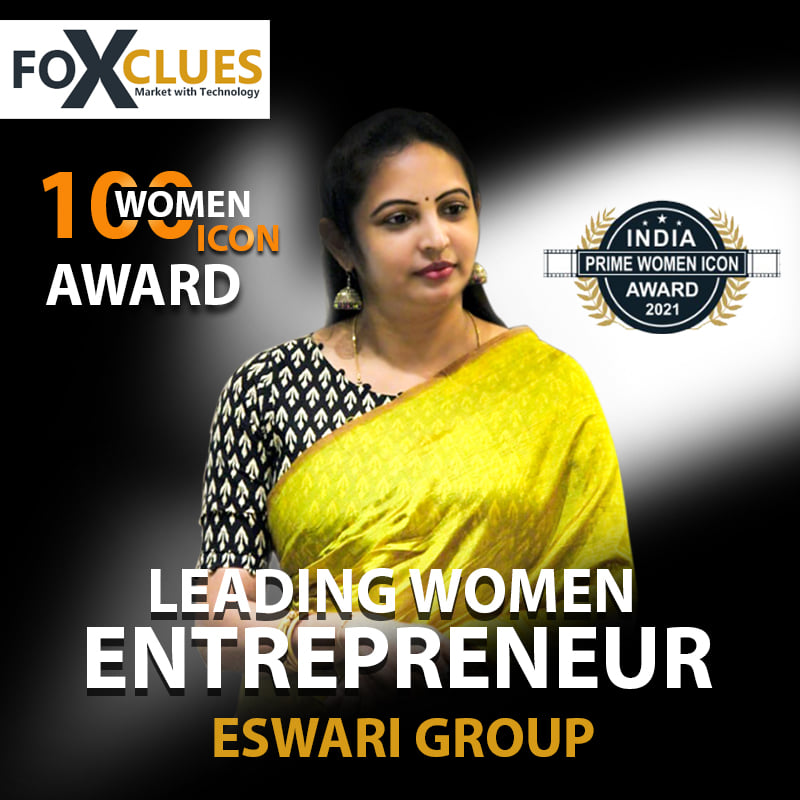 FOXCLUES
Market with Technology
100
WOMEN
ICON
AWARD
INDIA
PRIME WOMEN ICON
AWARD
2021
LEADING WOMEN
ENTREPRENEUR
ESWARI GROUP